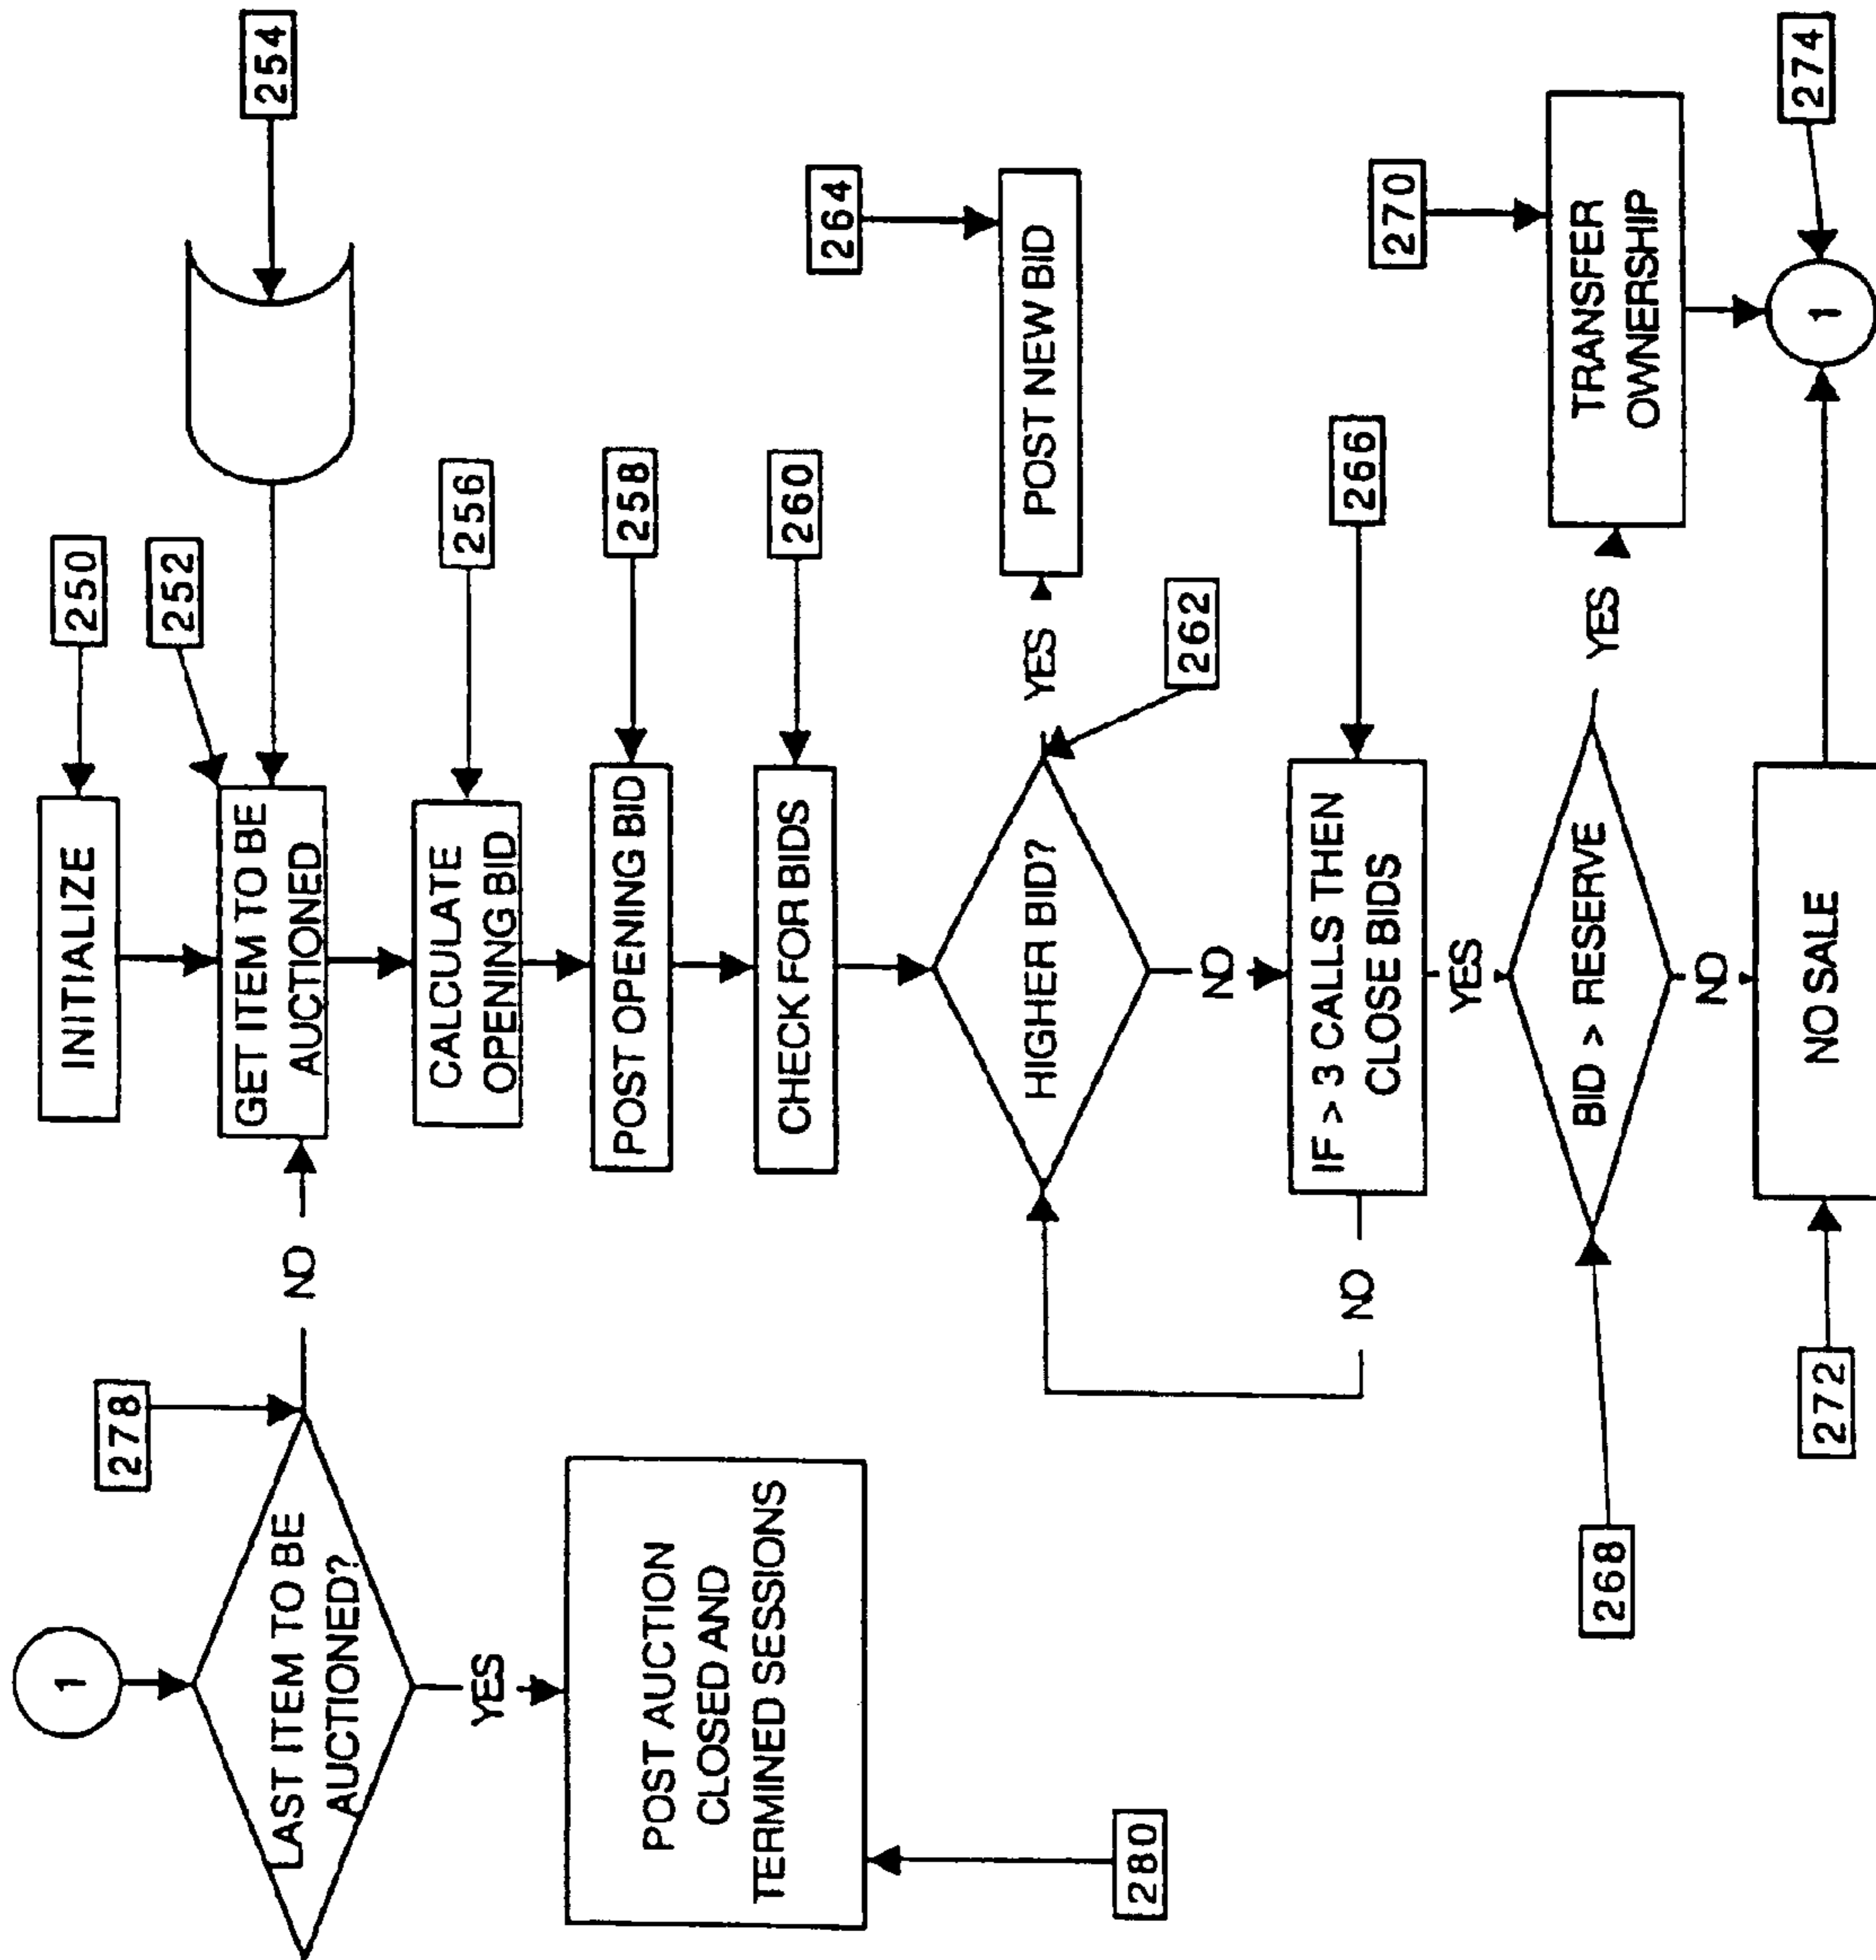 1
278
LAST ITEM TO BE
AUCTIONED?
NO
YES
POST AUCTION
CLOSED AND
TERMINED SESSIONS
280
250
INITIALIZE
252
GET ITEM TO BE
AUCTIONED
254
CALCULATE
OPENING BID
256
POST OPENING BID
258
CHECK FOR BIDS
260
HIGHER BID?
262
YES
POST NEW BID
264
NO
IF > 3 CALLS THEN
CLOSE BIDS
266
NO
YES
BID > RESERVE
268
YES
TRANSFER
OWNERSHIP
270
NO
NO SALE
272
1
274